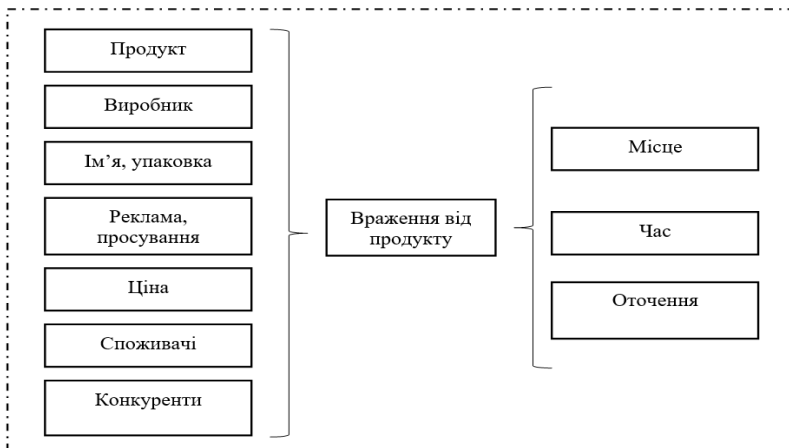 Продукт
Виробник
Ім’я, упаковка
Реклама,
просування
Ціна
Споживачі
Конкуренти
Враження від
продукту
Місце
Час
Оточення